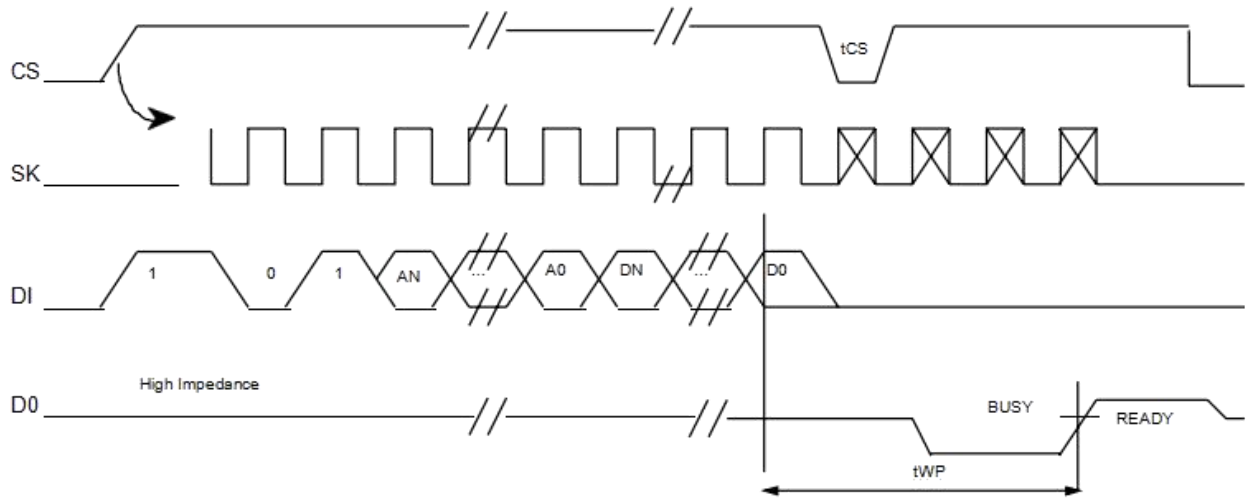 tCS
CS
SK
1 0 1 AN ... A0 DN ... D0
DI
High Impedance
D0
BUSY
READY
tWP